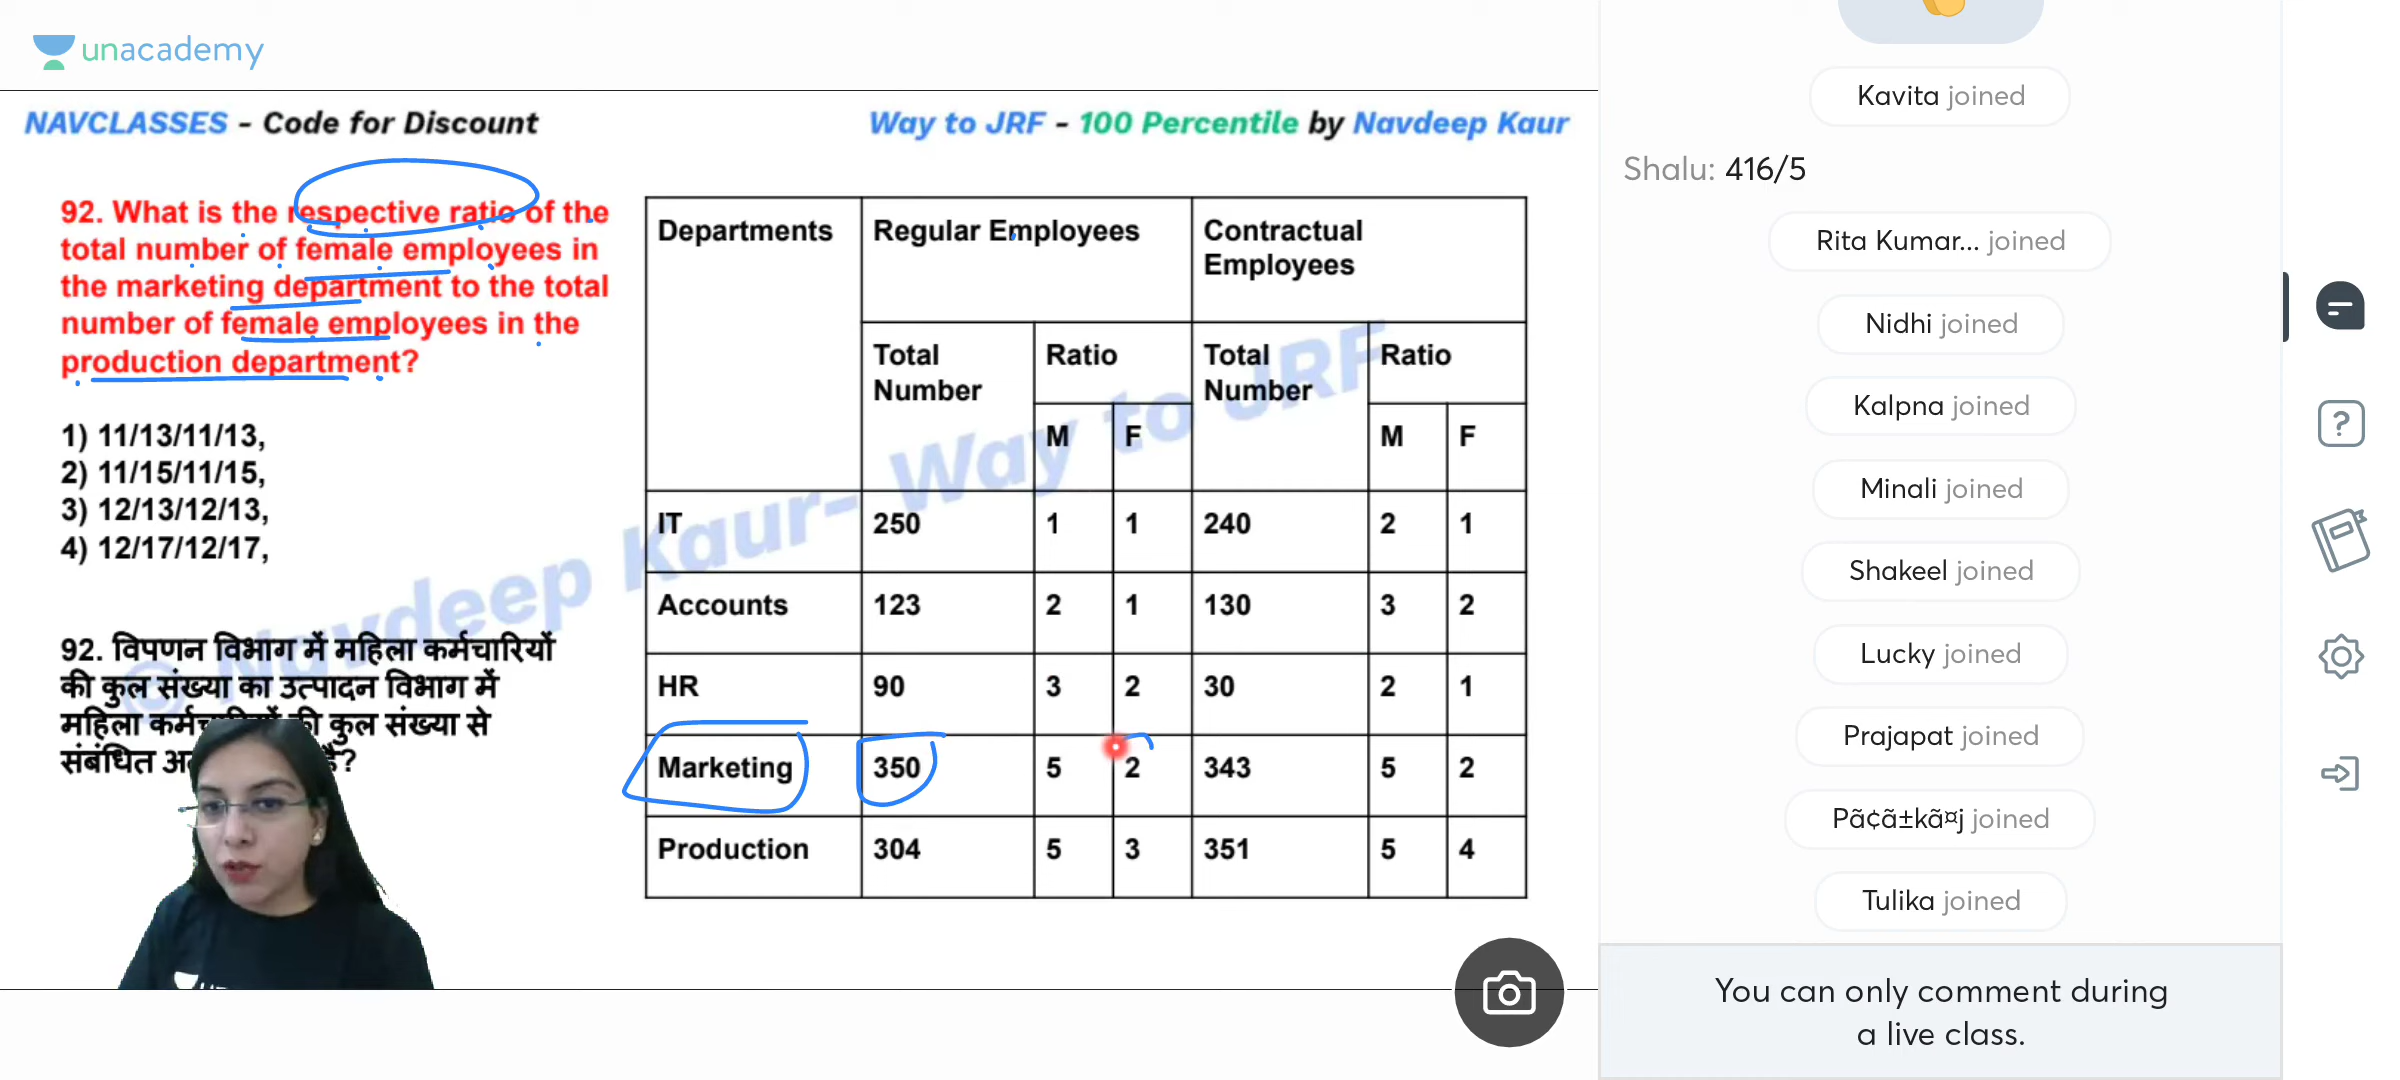 unacademy
NAVCLASSES - Code for Discount
Way to JRF - 100 Percentile by Navdeep Kaur
92. What is the respective ratio of the
total number of female employees in
the marketing department to the total
number of female employees in the
production department?
1) 11/13/11/13,
2) 11/15/11/15,
3) 12/13/12/13,
4) 12/17/12/17,
92. विपणन विभाग में महिला कर्मचारियों
की कुल संख्या का उत्पादन विभाग में
महिला की कुल संख्या से
संबंधित है?
Departments Regular Employees Contractual
Employees
Total Number Ratio Total Number Ratio
M F M F
IT 250 1 1 240 2 1
Accounts 123 2 1 130 3 2
HR 90 3 2 30 2 1
Marketing 350 5 2 343 5 2
Production 304 5 3 351 5 4
© Navdeep Kaur- Way to JRF
Kavita joined
Shalu: 416/5
Rita Kumar... joined
Nidhi joined
Kalpna joined
Minali joined
Shakeel joined
Lucky joined
Prajapat joined
Pã¢ã±kã¤j joined
Tulika joined
You can only comment during
a live class.
?